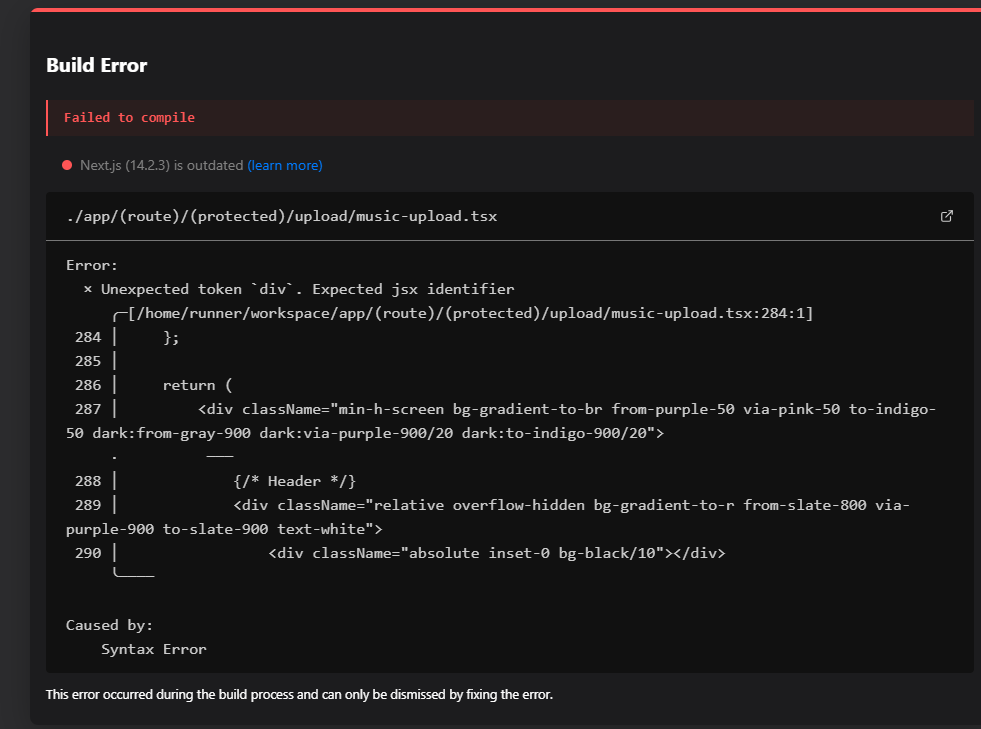 Build Error
Failed to compile
Next.js (14.2.3) is outdated (learn more)
./app/(route)/(protected)/upload/music-upload.tsx
Error:
× Unexpected token `div`. Expected jsx identifier
╭─[/home/runner/workspace/app/(route)/(protected)/upload/music-upload.tsx:284:1]
284 │     };
285 │
286 │     return (
287 │         <div className="min-h-screen bg-gradient-to-br from-purple-50 via-pink-50 to-indigo-
50 dark:from-gray-900 dark:via-purple-900/20 dark:to-indigo-900/20">
·          ───
288 │             {/* Header */}
289 │             <div className="relative overflow-hidden bg-gradient-to-r from-slate-800 via-
purple-900 to-slate-900 text-white">
290 │                 <div className="absolute inset-0 bg-black/10"></div>
╰────
Caused by:
Syntax Error
This error occurred during the build process and can only be dismissed by fixing the error.